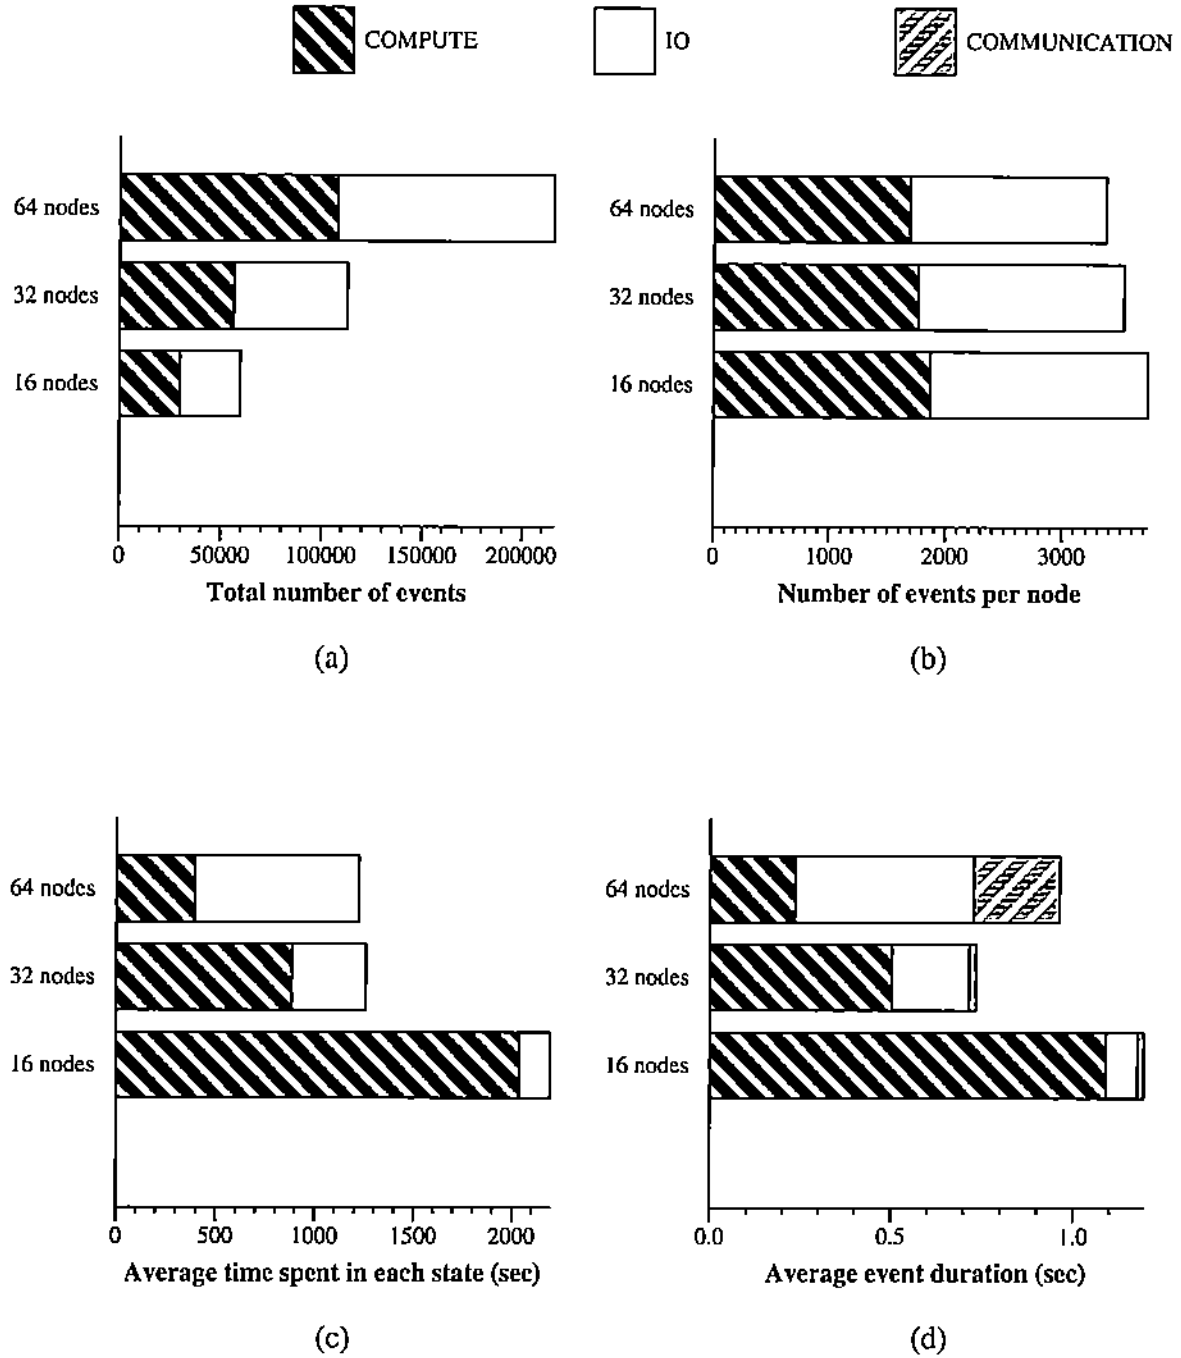 COMPUTE IO COMMUNICATION
64 nodes
32 nodes
16 nodes
0 50000 100000 150000 200000
Total number of events
(a)
64 nodes
32 nodes
16 nodes
0 1000 2000 3000
Number of events per node
(b)
64 nodes
32 nodes
16 nodes
0 500 1000 1500 2000
Average time spent in each state (sec)
(c)
64 nodes
32 nodes
16 nodes
0.0 0.5 1.0
Average event duration (sec)
(d)